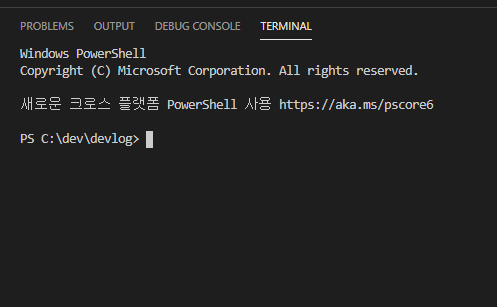 PROBLEMS OUTPUT DEBUG CONSOLE TERMINAL
Windows PowerShell
Copyright (C) Microsoft Corporation. All rights reserved.
새로운 크로스 플랫폼 PowerShell 사용 https://aka.ms/pscore6
PS C:\dev\devlog>